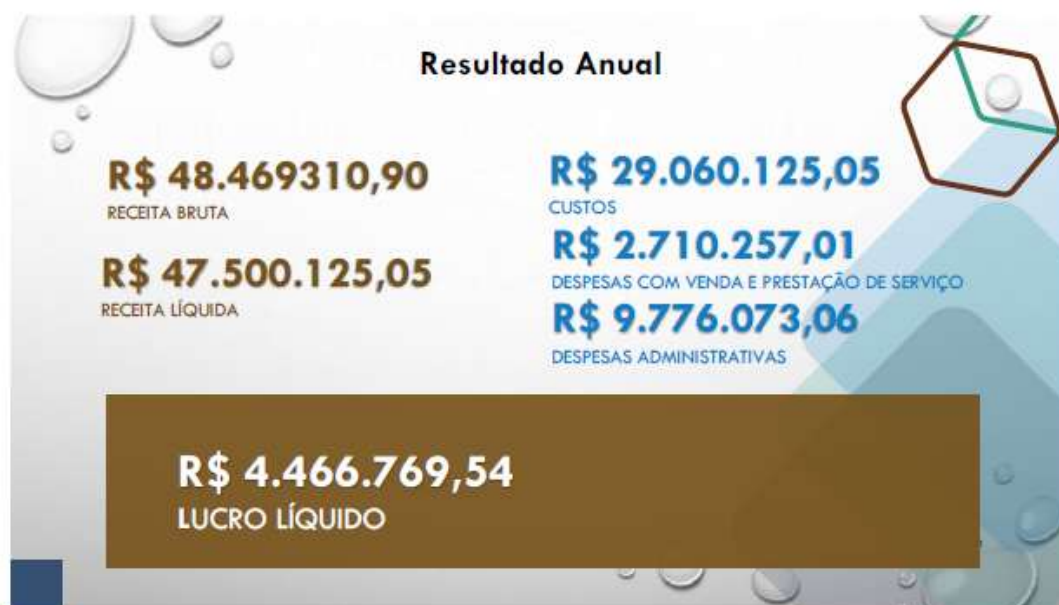 Resultado Anual
R$ 48.469310,90
RECEITA BRUTA
R$ 47.500.125,05
RECEITA LÍQUIDA
R$ 29.060.125,05
CUSTOS
R$ 2.710.257,01
DESPESAS COM VENDA E PRESTAÇÃO DE SERVIÇO
R$ 9.776.073,06
DESPESAS ADMINISTRATIVAS
R$ 4.466.769,54
LUCRO LÍQUIDO